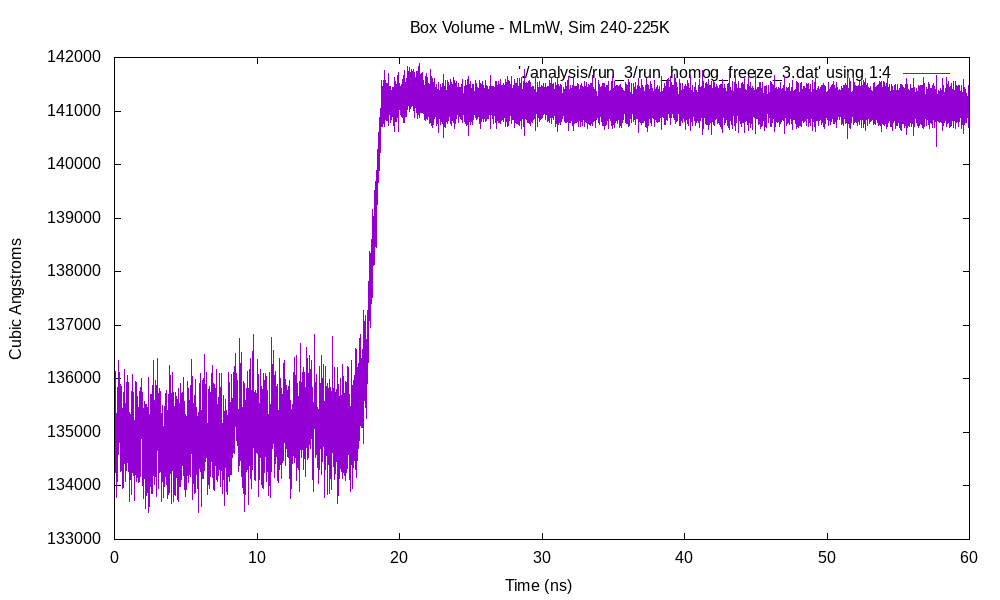 Box Volume - MLmW, Sim 240-225K
'./analysis/run_3/run_homog_freeze_3.dat' using 1:4
142000
141000
140000
139000
138000
137000
136000
135000
134000
133000
Cubic Angstroms
0 10 20 30 40 50 60
Time (ns)